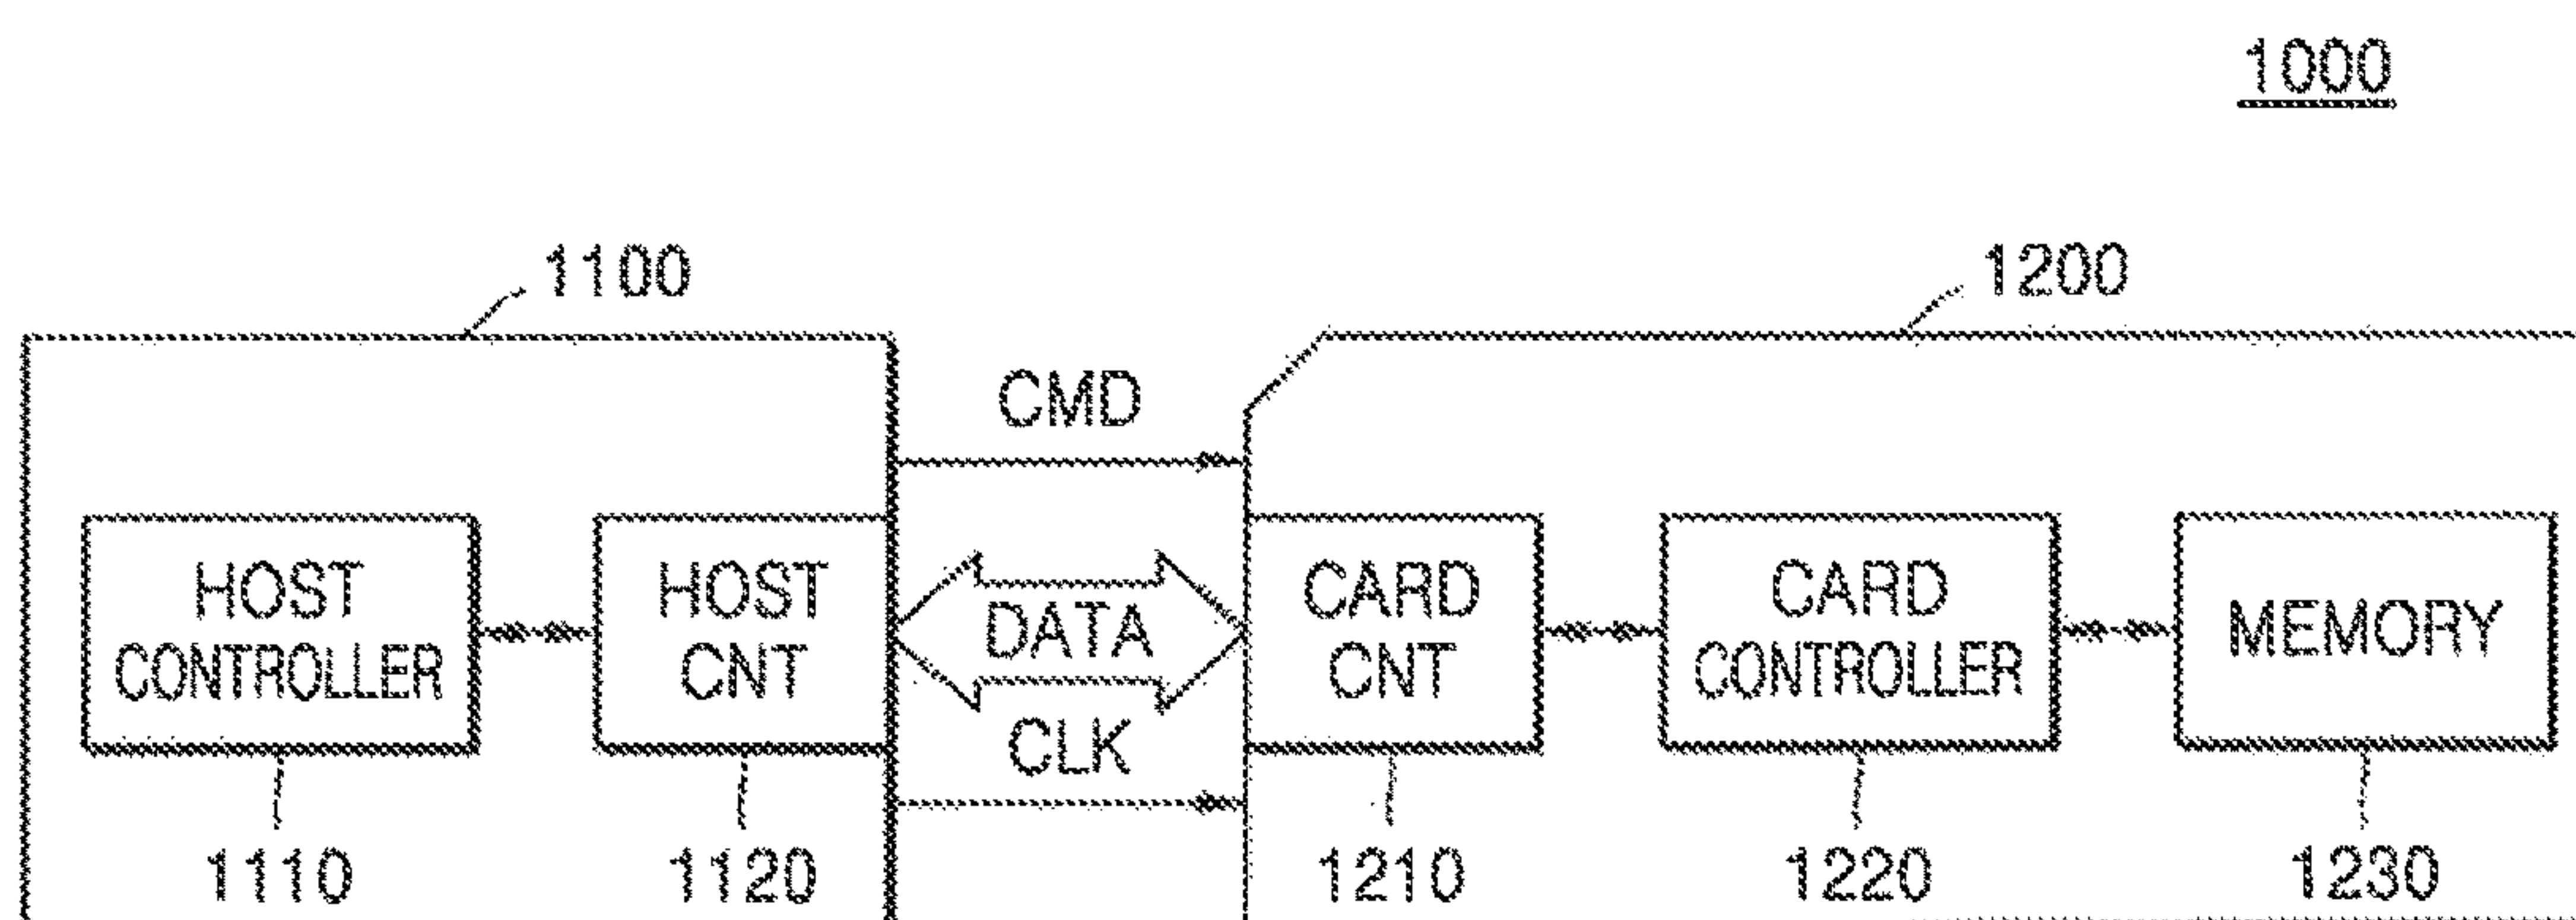 1000
1100
1200
CMD
HOST
CONTROLLER
HOST
CNT
DATA
CARD
CNT
CARD
CONTROLLER
MEMORY
CLK
1110
1120
1210
1220
1230